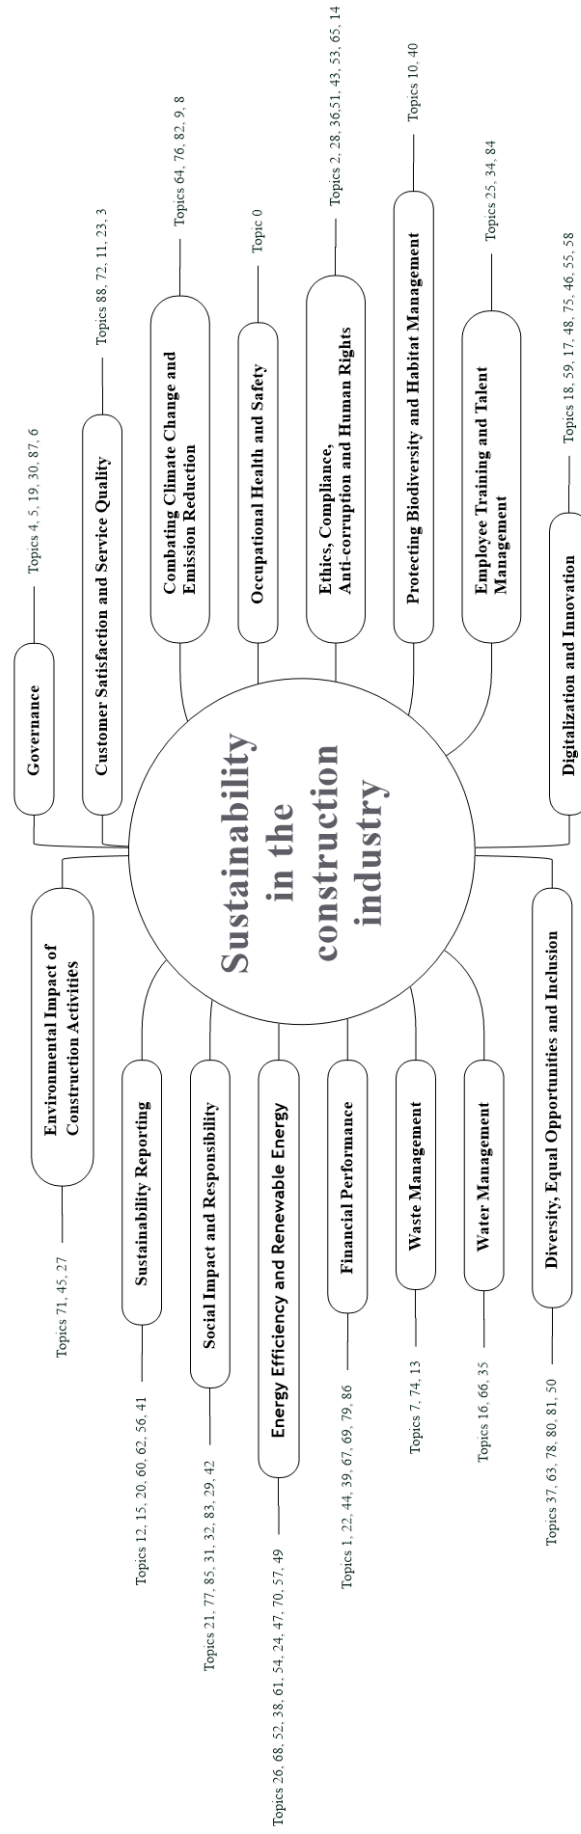 Sustainability
in the
construction
industry
Environmental Impact of
Construction Activities
Topics 71, 45, 27
Sustainability Reporting
Topics 12, 15, 20, 60, 62, 56, 41
Social Impact and Responsibility
Topics 21, 77, 85, 31, 32, 83, 29, 42
Energy Efficiency and Renewable Energy
Topics 26, 68, 52, 38, 61, 54, 24, 47, 70, 57, 49
Financial Performance
Topics 1, 22, 44, 39, 67, 69, 79, 86
Waste Management
Topics 7, 74, 13
Water Management
Topics 16, 66, 35
Diversity, Equal Opportunities and Inclusion
Topics 37, 63, 78, 80, 81, 50
Governance
Topics 4, 5, 19, 30, 87, 6
Customer Satisfaction and Service Quality
Topics 88, 72, 11, 23, 3
Combating Climate Change and
Emission Reduction
Topics 64, 76, 82, 9, 8
Occupational Health and Safety
Topic 0
Ethics, Compliance,
Anti-corruption and Human Rights
Topics 2, 28, 36,51, 43, 53, 65, 14
Protecting Biodiversity and Habitat Management
Topics 10, 40
Employee Training and Talent
Management
Topics 25, 34, 84
Digitalization and Innovation
Topics 18, 59, 17, 48, 75, 46, 55, 58